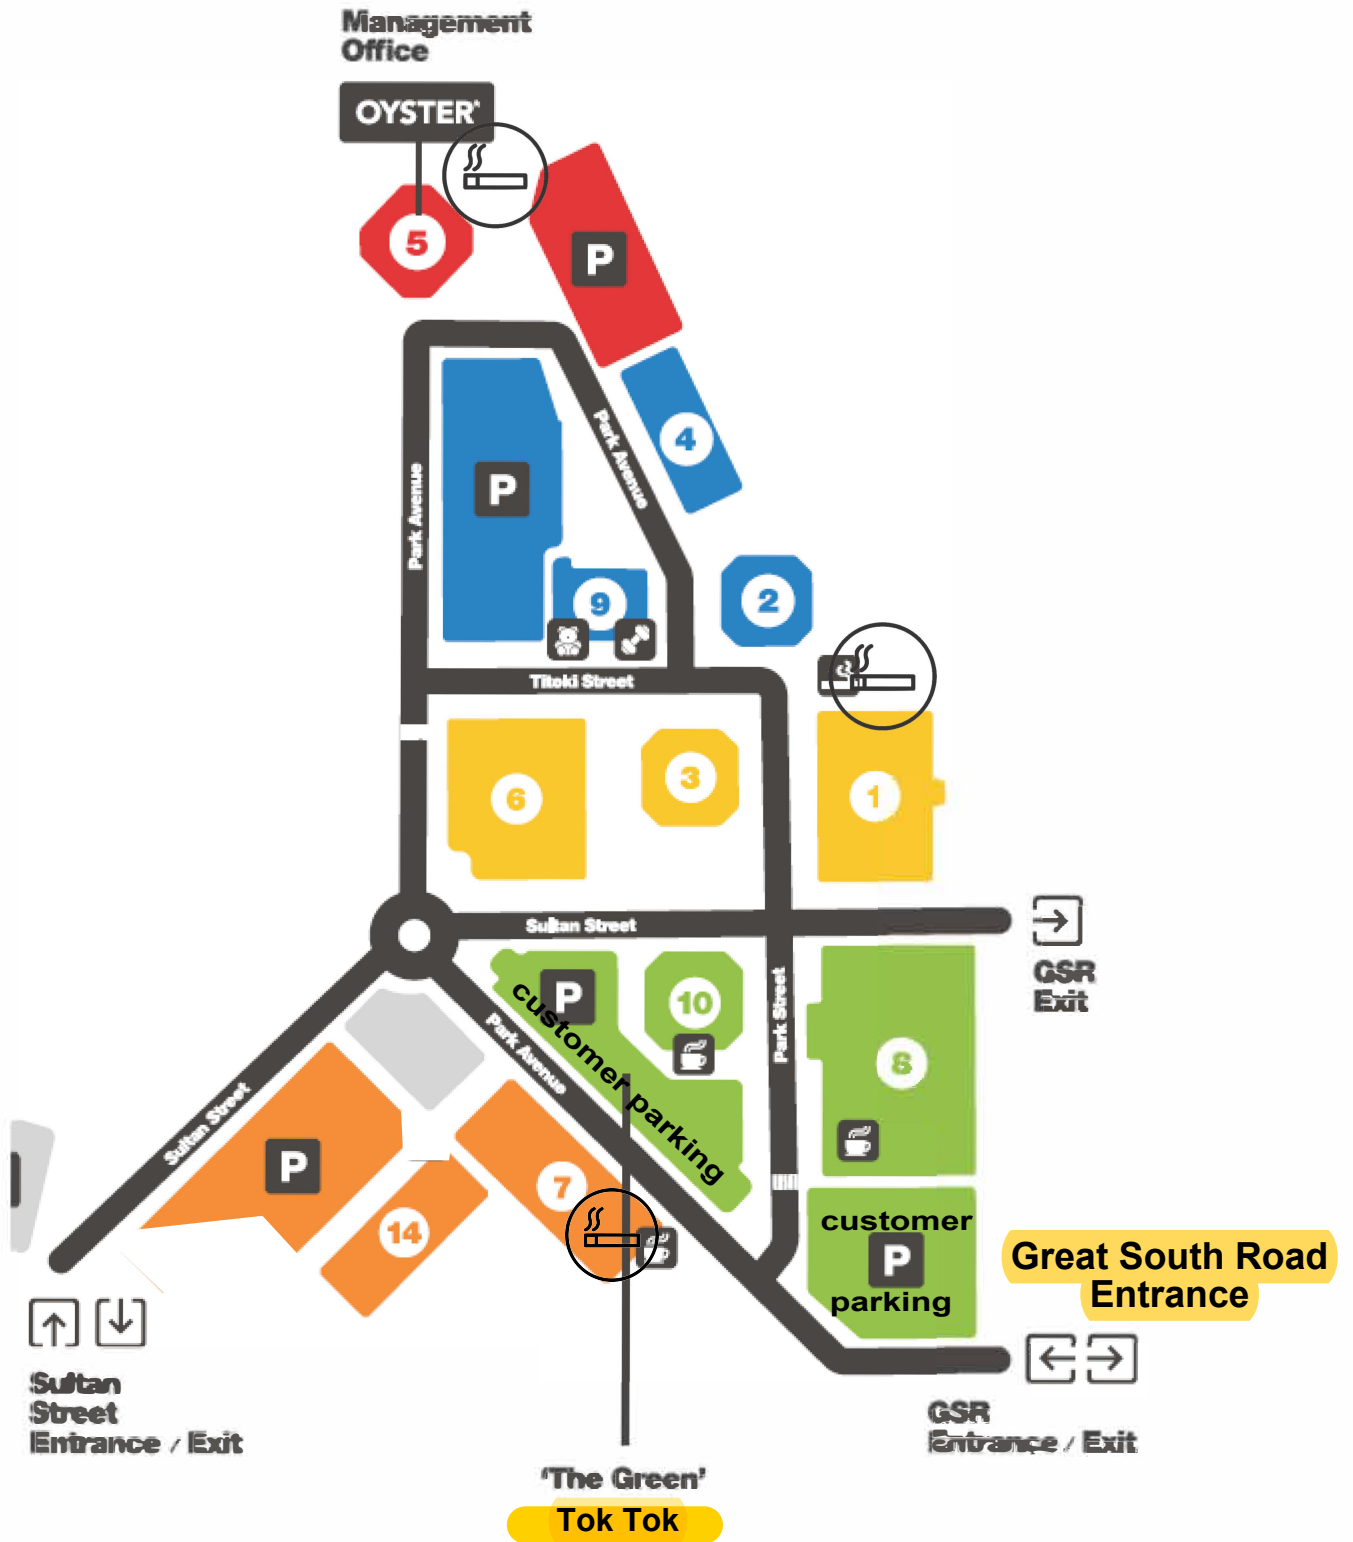 Management
Office
OYSTER*
5
P
4
Park Avenue
Park Avenue
P
9
2
Titoki Street
6
3
1
Sultan Street
GSR
Exit
P
10
customer parking
Park Avenue
Park Street
8
Sultan Street
P
7
14
customer
P
parking
Great South Road
Entrance
Sultan
Street
Entrance / Exit
GSR
Entrance / Exit
'The Green'
Tok Tok